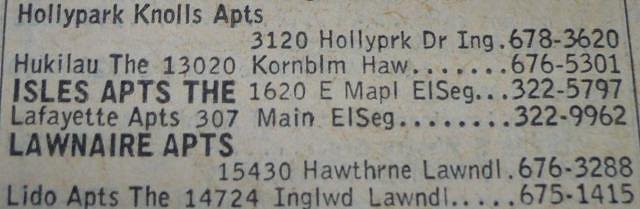 Hollypark Knolls Apts
3120 Hollyprk Dr Ing.678-3620
Hukilau The 13020 Kornblm Haw.......676-5301
ISLES APTS THE 1620 E Mapl ElSeg...322-5797
Lafayette Apts 307 Main ElSeg........322-9962
LAWNAIRE APTS
15430 Hawthrne Lawndl.676-3288
Lido Apts The 14724 Inglwd Lawndl.....675-1415